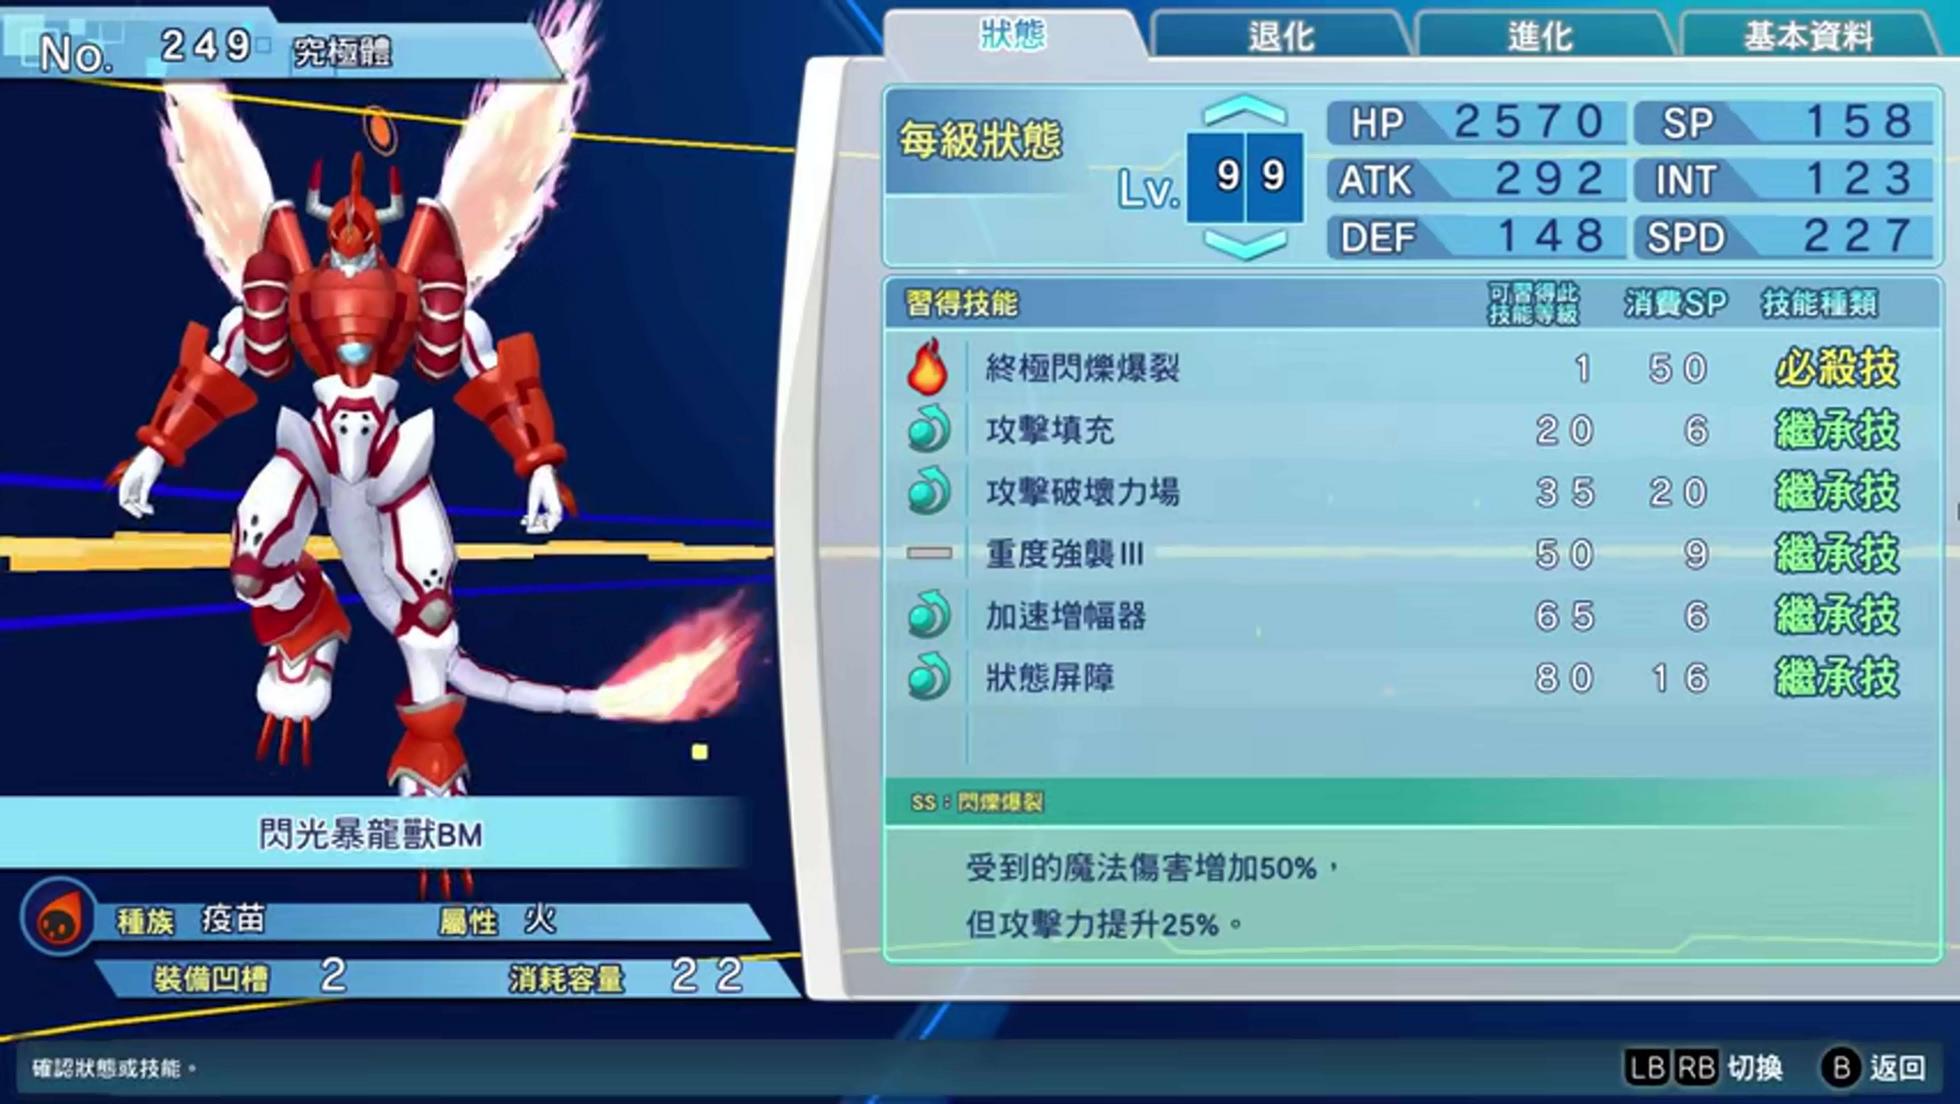 No. 249 究極體
狀態 退化 進化 基本資料
每級狀態
Lv. 99
HP 2570 SP 158
ATK 292 INT 123
DEF 148 SPD 227
習得技能 可習得此技能等級 消費SP 技能種類
終極閃爍爆裂 1 50 必殺技
攻擊填充 20 6 繼承技
攻擊破壞力場 35 20 繼承技
重度強襲III 50 9 繼承技
加速增幅器 65 6 繼承技
狀態屏障 80 16 繼承技
SS：閃爍爆裂
受到的魔法傷害增加50%，
但攻擊力提升25%。
閃光暴龍獸BM
種族 疫苗 屬性 火
裝備凹槽 2 消耗容量 22
確認狀態或技能。
LB RB 切換 B 返回